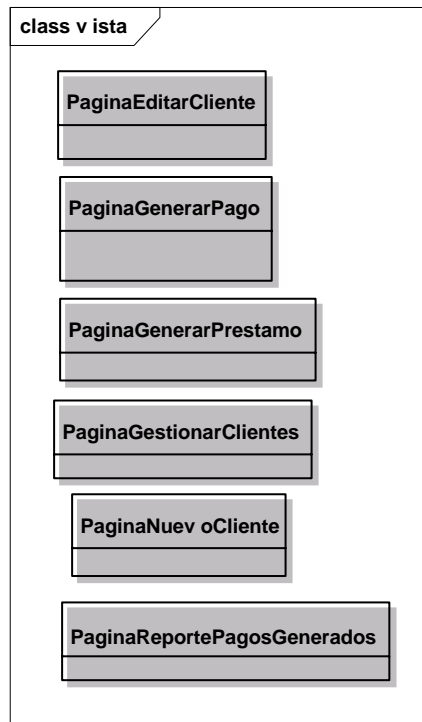 class v ista
PaginaEditarCliente
PaginaGenerarPago
PaginaGenerarPrestamo
PaginaGestionarClientes
PaginaNuev oCliente
PaginaReportePagosGenerados